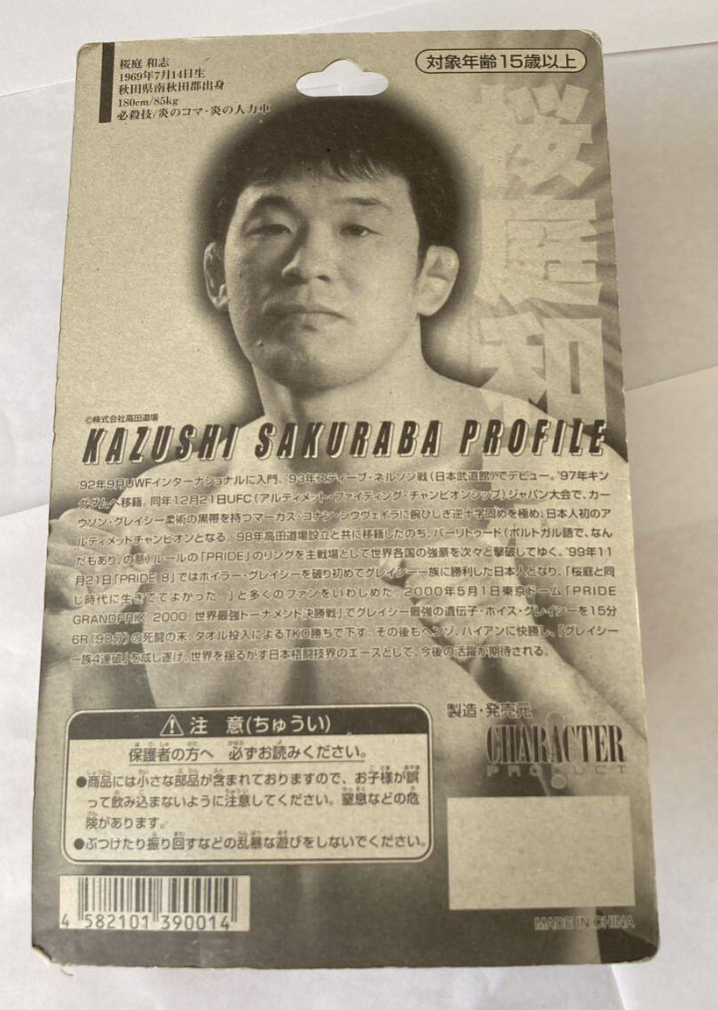 桜庭 和志
1969年7月14日生
秋田県南秋田郡出身
180cm/85kg
必殺技/炎のコマ・炎の人力車
対象年齢15歳以上
桜庭和
©株式会社高田道場
KAZUSHI SAKURABA PROFILE
'92年9月UWFインターナショナルに入門。'93年スティーブ・ネルソン戦(日本武道館)でデビュー。'97年キン
グダムへ移籍。同年12月21日UFC(アルティメット・ファイティング・チャンピオンシップ)ジャパン大会で、カー
ウソン・グレイシー柔術の黒帯を持つマーカス・コナン・シウヴェイラに腕ひしぎ逆十字固めを極め、日本人初のア
ルティメットチャンピオンとなる。'98年高田道場設立と共に移籍したのち、バーリトゥード(ポルトガル語で、なん
でもあり、の意)ルールの「PRIDE」のリングを主戦場として世界各国の強豪を次々と撃破してゆく。'99年11
月21日「PRIDE 8」ではホイラー・グレイシーを破り初めてグレイシー一族に勝利した日本人となり、「桜庭と同
じ時代に生きててよかった…」と多くのファンをいわしめた。2000年5月1日東京ドーム「PRIDE
GRANDPRIX 2000 世界最強トーナメント決勝戦」でグレイシー最強の遺伝子・ホイス・グレイシーを15分
6R(90分)の死闘の末、タオル投入によるTKO勝ちで下す。その後もヘンゾ、ハイアンに快勝し、「グレイシー
一族4連破」を成し遂げ、世界を揺るがす日本格闘技界のエースとして、今後の活躍が期待される。
⚠注 意(ちゅうい)
保護者の方へ 必ずお読みください。
●商品には小さな部品が含まれておりますので、お子様が誤
って飲み込まないように注意してください。窒息などの危
険があります。
●ぶつけたり振り回すなどの乱暴な遊びをしないでください。
製造・発売元
CHARACTER
PRODUCT
4 582101 390014
MADE IN CHINA